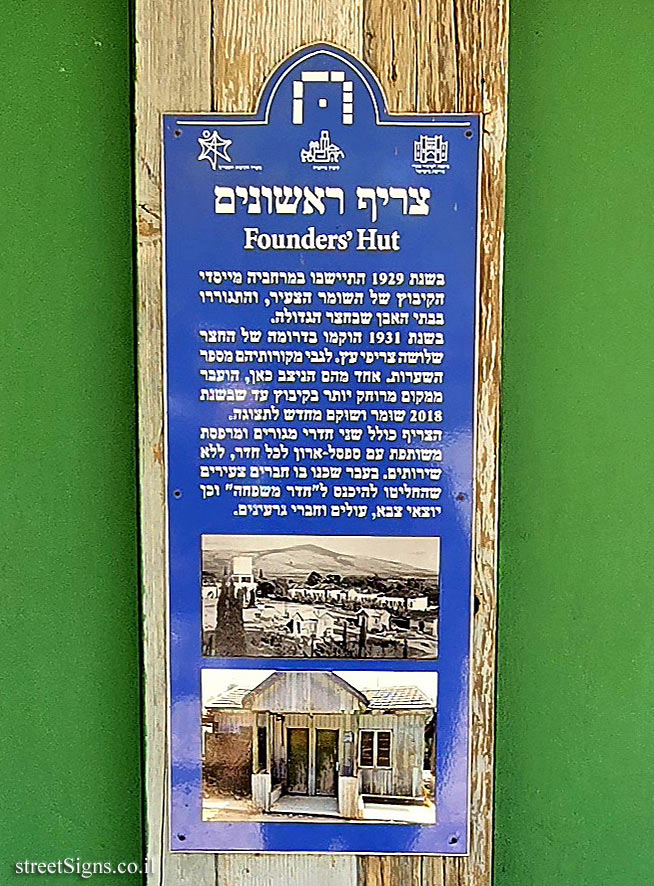 צריף ראשונים
Founders' Hut
בשנת 1929 התיישבו במרחביה מייסדי
הקיבוץ של השומר הצעיר, והתגוררו
בבתי האבן שבחצר הגדולה.
בשנת 1931 הוקמו בדרומה של החצר
שלושה צריפי עץ. לגבי מקורותיהם מספר
השערות. אחד מהם הניצב כאן, הועבר
ממקום מרוחק יותר בקיבוץ עד שבשנת
2018 שומר ושוקם מחדש לתצוגה.
הצריף כולל שני חדרי מגורים ומרפסת
משותפת עם ספסל-ארון לכל חדר, ללא
שירותים. בעבר שכנו בו חברים צעירים
שהחליטו להיכנס ל"חדר משפחה" וכן
יוצאי צבא, עולים וחברי גרעינים.
streetSigns.co.il